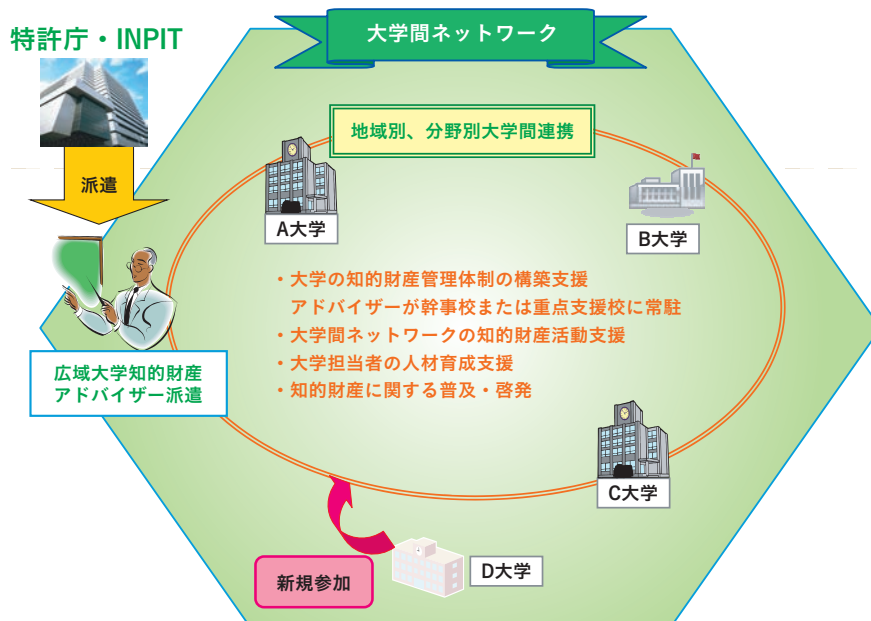 特許庁・INPIT
大学間ネットワーク
地域別、分野別大学間連携
派遣
A大学
B大学
・大学の知的財産管理体制の構築支援
アドバイザーが幹事校または重点支援校に常駐
・大学間ネットワークの知的財産活動支援
・大学担当者の人材育成支援
・知的財産に関する普及・啓発
広域大学知的財産
アドバイザー派遣
C大学
D大学
新規参加